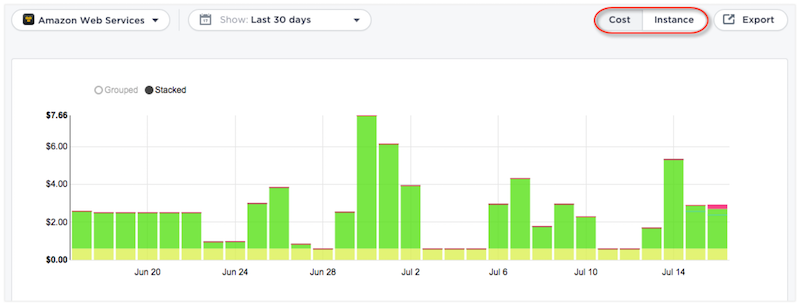 Amazon Web Services
Show: Last 30 days
Cost
Instance
Export
Grouped
Stacked
$7.66
$6.00
$4.00
$2.00
$0.00
Jun 20
Jun 24
Jun 28
Jul 2
Jul 6
Jul 10
Jul 14